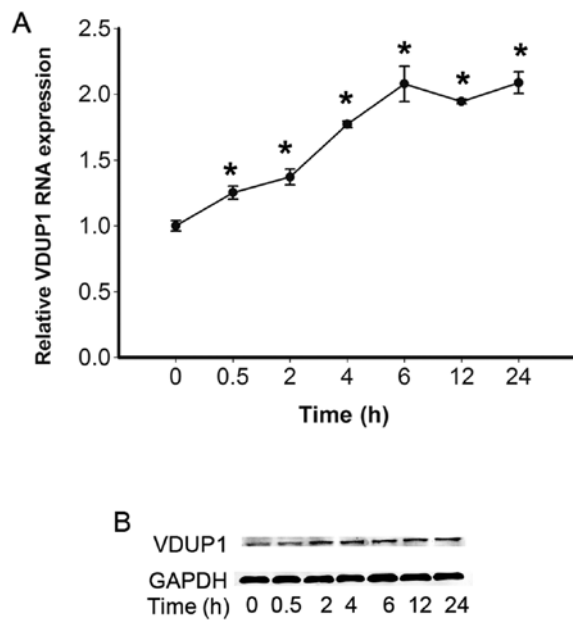 A
Relative VDUP1 RNA expression
2.5
2.0
1.5
1.0
0.5
0.0
* * * * * *
0 0.5 2 4 6 12 24
Time (h)
B
VDUP1
GAPDH
Time (h) 0 0.5 2 4 6 12 24